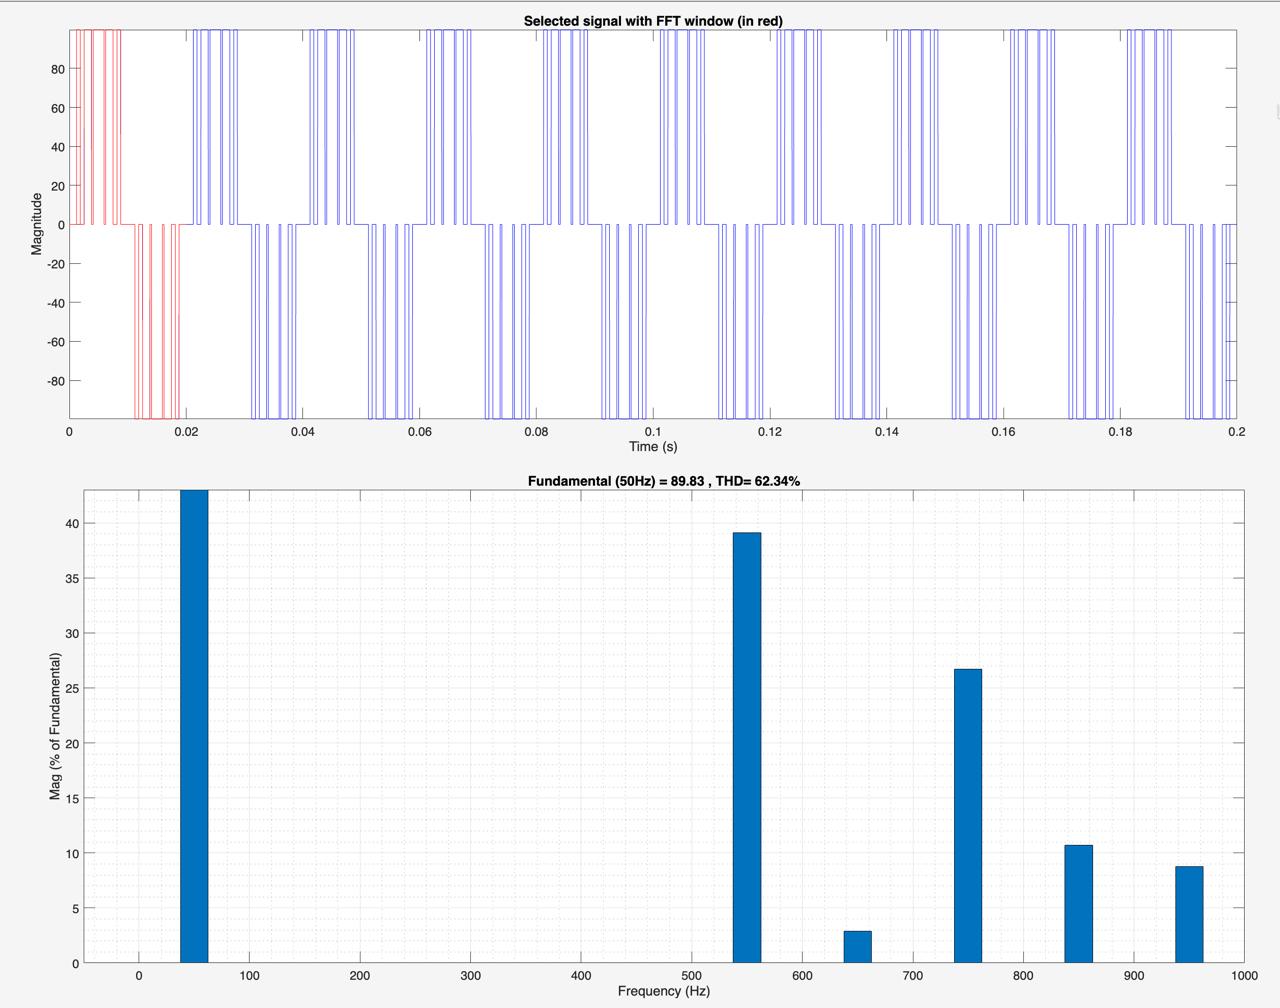 Selected signal with FFT window (in red)
80
60
40
20
0
-20
-40
-60
-80
Magnitude
0 0.02 0.04 0.06 0.08 0.1 0.12 0.14 0.16 0.18 0.2
Time (s)
Fundamental (50Hz) = 89.83 , THD= 62.34%
40
35
30
25
20
15
10
5
0
Mag (% of Fundamental)
0 100 200 300 400 500 600 700 800 900 1000
Frequency (Hz)